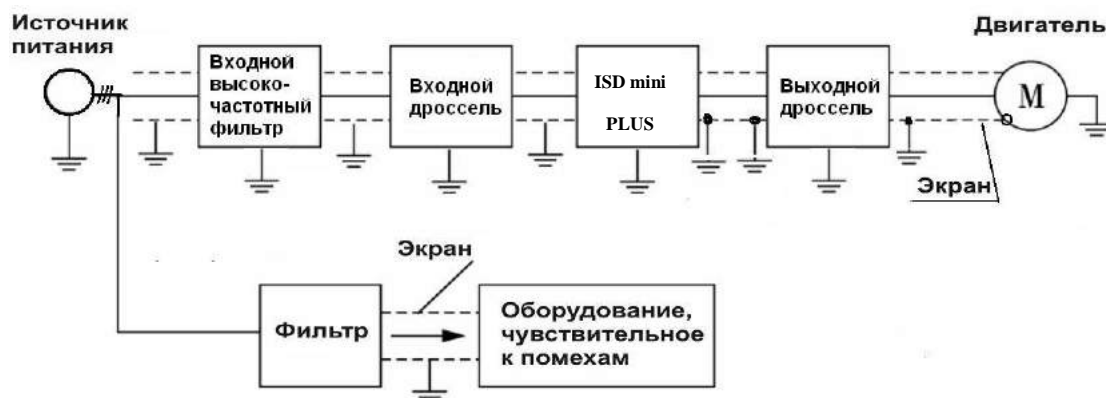 Источник
питания
Входной
высоко-
частотный
фильтр
Входной
дроссель
ISD mini
PLUS
Выходной
дроссель
Двигатель
M
Экран
Экран
Фильтр
Оборудование,
чувствительное
к помехам